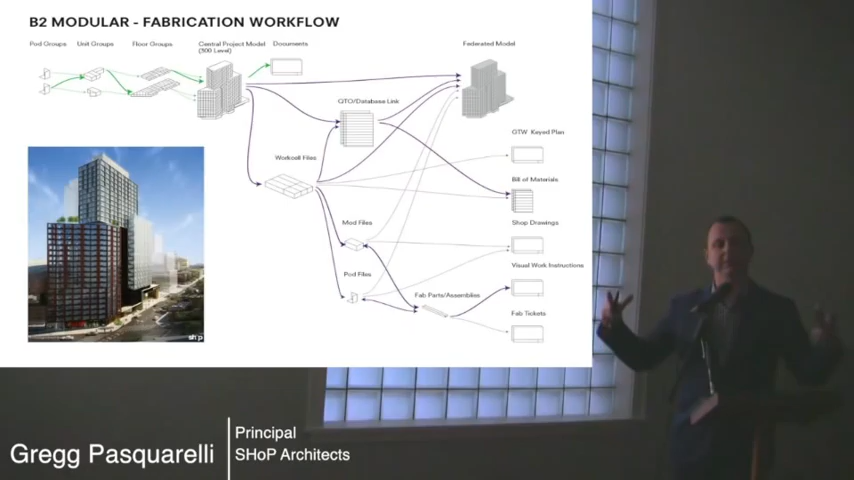 B2 MODULAR - FABRICATION WORKFLOW
Pod Groups
Unit Groups
Floor Groups
Central Project Model
(300 Level)
Documents
Federated Model
QTO/Database Link
GTW Keyed Plan
Workcell Files
Bill of Materials
Mod Files
Shop Drawings
Pod Files
Visual Work Instructions
Fab Parts/Assemblies
Fab Tickets
shop
Gregg Pasquarelli
Principal
SHoP Architects